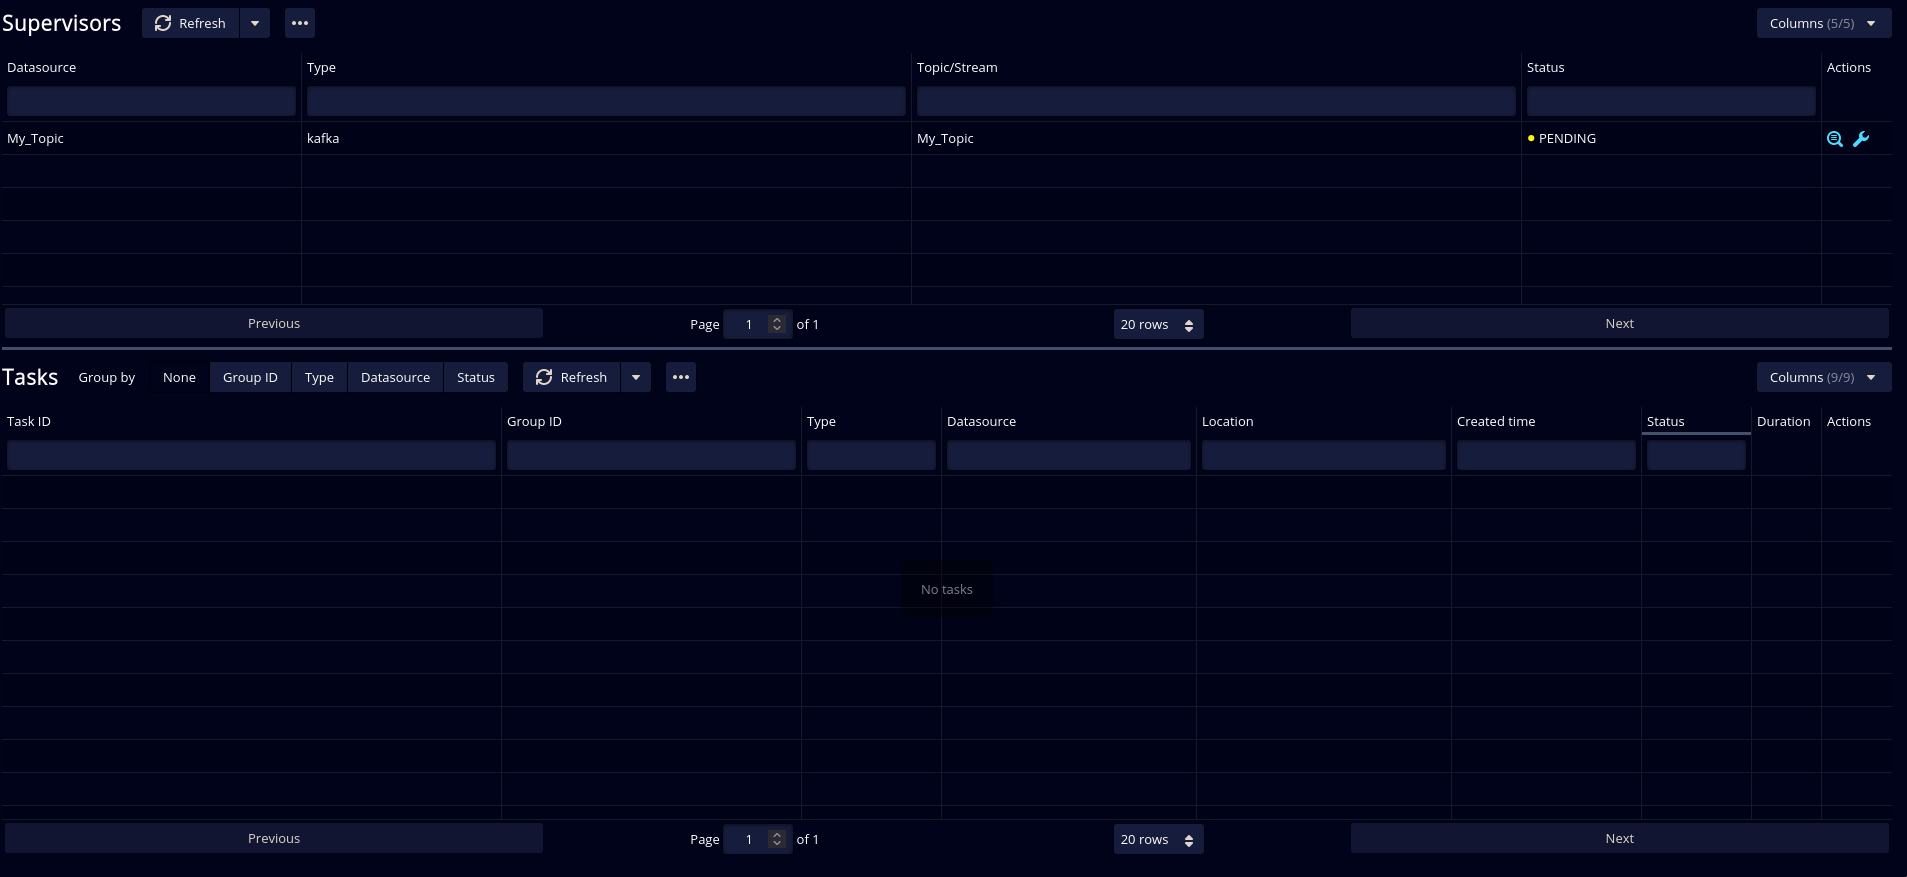 Supervisors Refresh ••• Columns (5/5)
Datasource Type Topic/Stream Status Actions
My_Topic kafka My_Topic PENDING
Previous Page 1 of 1 20 rows Next
Tasks Group by None Group ID Type Datasource Status Refresh ••• Columns (9/9)
Task ID Group ID Type Datasource Location Created time Status Duration Actions
No tasks
Previous Page 1 of 1 20 rows Next